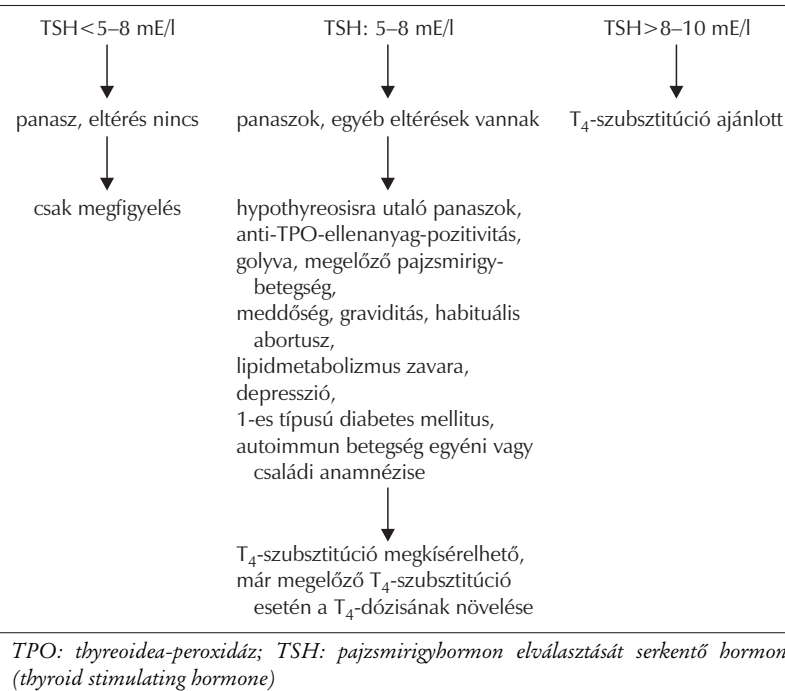 TSH<5–8 mE/l
TSH: 5–8 mE/l
TSH>8–10 mE/l
panasz, eltérés nincs
panaszok, egyéb eltérések vannak
T4-szubsztitúció ajánlott
csak megfigyelés
hypothyreosisra utaló panaszok,
anti-TPO-ellenanyag-pozitivitás,
golyva, megelőző pajzsmirigy-
betegség,
meddőség, graviditás, habituális
abortusz,
lipidmetabolizmus zavara,
depresszió,
1-es típusú diabetes mellitus,
autoimmun betegség egyéni vagy
családi anamnézise
T4-szubsztitúció megkísérelhető,
már megelőző T4-szubsztitúció
esetén a T4-dózisának növelése
TPO: thyreoidea-peroxidáz; TSH: pajzsmirigyhormon elválasztását serkentő hormon
(thyroid stimulating hormone)